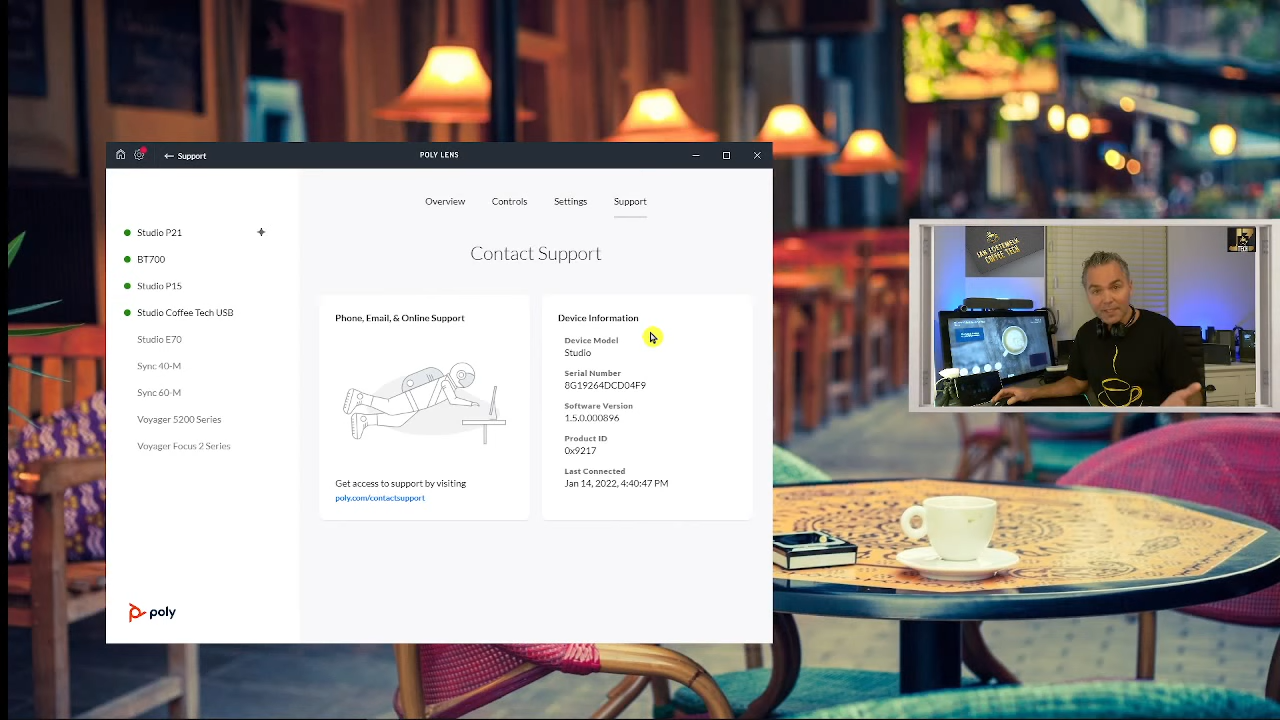 Support
POLY LENS
Overview
Controls
Settings
Support
Studio P21
BT700
Studio P15
Studio Coffee Tech USB
Studio E70
Sync 40-M
Sync 60-M
Voyager 5200 Series
Voyager Focus 2 Series
poly
Contact Support
Phone, Email, & Online Support
Get access to support by visiting
poly.com/contactsupport
Device Information
Device Model
Studio
Serial Number
8G19264DCD04F9
Software Version
1.5.0.000896
Product ID
0x9217
Last Connected
Jan 14, 2022, 4:40:47 PM
COFFEE TECH
TECH